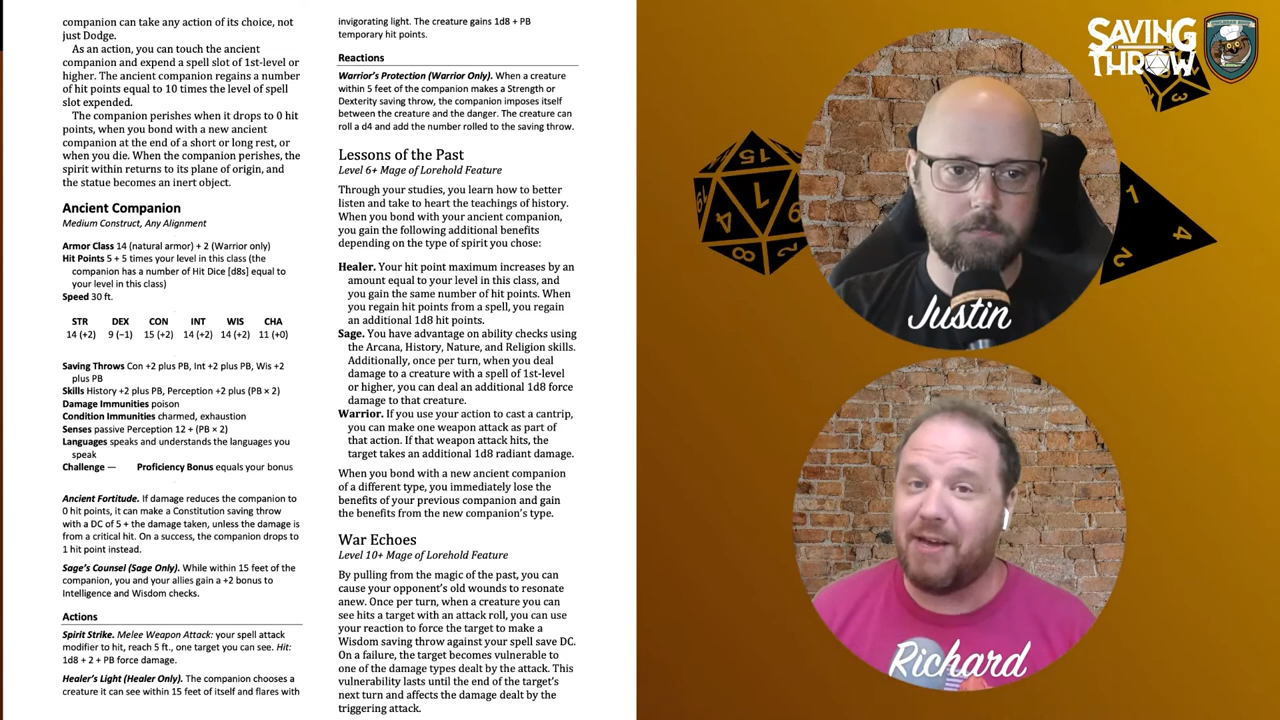 companion can take any action of its choice, not
just Dodge.
As an action, you can touch the ancient
companion and expend a spell slot of 1st-level or
higher. The ancient companion regains a number
of hit points equal to 10 times the level of spell
slot expended.
The companion perishes when it drops to 0 hit
points, when you bond with a new ancient
companion at the end of a short or long rest, or
when you die. When the companion perishes, the
spirit within returns to its plane of origin, and
the statue becomes an inert object.
Ancient Companion
Medium Construct, Any Alignment
Armor Class 14 (natural armor) + 2 (Warrior only)
Hit Points 5 + 5 times your level in this class (the
companion has a number of Hit Dice [d8s] equal to
your level in this class)
Speed 30 ft.
STR DEX CON INT WIS CHA
14 (+2) 9 (−1) 15 (+2) 14 (+2) 14 (+2) 11 (+0)
Saving Throws Con +2 plus PB, Int +2 plus PB, Wis +2
plus PB
Skills History +2 plus PB, Perception +2 plus (PB × 2)
Damage Immunities poison
Condition Immunities charmed, exhaustion
Senses passive Perception 12 + (PB × 2)
Languages speaks and understands the languages you
speak
Challenge — Proficiency Bonus equals your bonus
Ancient Fortitude. If damage reduces the companion to
0 hit points, it can make a Constitution saving throw
with a DC of 5 + the damage taken, unless the damage is
from a critical hit. On a success, the companion drops to
1 hit point instead.
Sage's Counsel (Sage Only). While within 15 feet of the
companion, you and your allies gain a +2 bonus to
Intelligence and Wisdom checks.
Actions
Spirit Strike. Melee Weapon Attack: your spell attack
modifier to hit, reach 5 ft., one target you can see. Hit:
1d8 + 2 + PB force damage.
Healer's Light (Healer Only). The companion chooses a
creature it can see within 15 feet of itself and flares with
invigorating light. The creature gains 1d8 + PB
temporary hit points.
Reactions
Warrior's Protection (Warrior Only). When a creature
within 5 feet of the companion makes a Strength or
Dexterity saving throw, the companion imposes itself
between the creature and the danger. The creature can
roll a d4 and add the number rolled to the saving throw.
Lessons of the Past
Level 6+ Mage of Lorehold Feature
Through your studies, you learn how to better
listen and take to heart the teachings of history.
When you bond with your ancient companion,
you gain the following additional benefits
depending on the type of spirit you chose:
Healer. Your hit point maximum increases by an
amount equal to your level in this class, and
you gain the same number of hit points. When
you regain hit points from a spell, you regain
an additional 1d8 hit points.
Sage. You have advantage on ability checks using
the Arcana, History, Nature, and Religion skills.
Additionally, once per turn, when you deal
damage to a creature with a spell of 1st-level
or higher, you can deal an additional 1d8 force
damage to that creature.
Warrior. If you use your action to cast a cantrip,
you can make one weapon attack as part of
that action. If that weapon attack hits, the
target takes an additional 1d8 radiant damage.
When you bond with a new ancient companion
of a different type, you immediately lose the
benefits of your previous companion and gain
the benefits from the new companion's type.
War Echoes
Level 10+ Mage of Lorehold Feature
By pulling from the magic of the past, you can
cause your opponent's old wounds to resonate
anew. Once per turn, when a creature you can
see hits a target with an attack roll, you can use
your reaction to force the target to make a
Wisdom saving throw against your spell save DC.
On a failure, the target becomes vulnerable to
one of the damage types dealt by the attack. This
vulnerability lasts until the end of the target's
next turn and affects the damage dealt by the
triggering attack.
SAVING
THROW
15
19
7
4
9
8
3
1
4
2
Justin
Richard